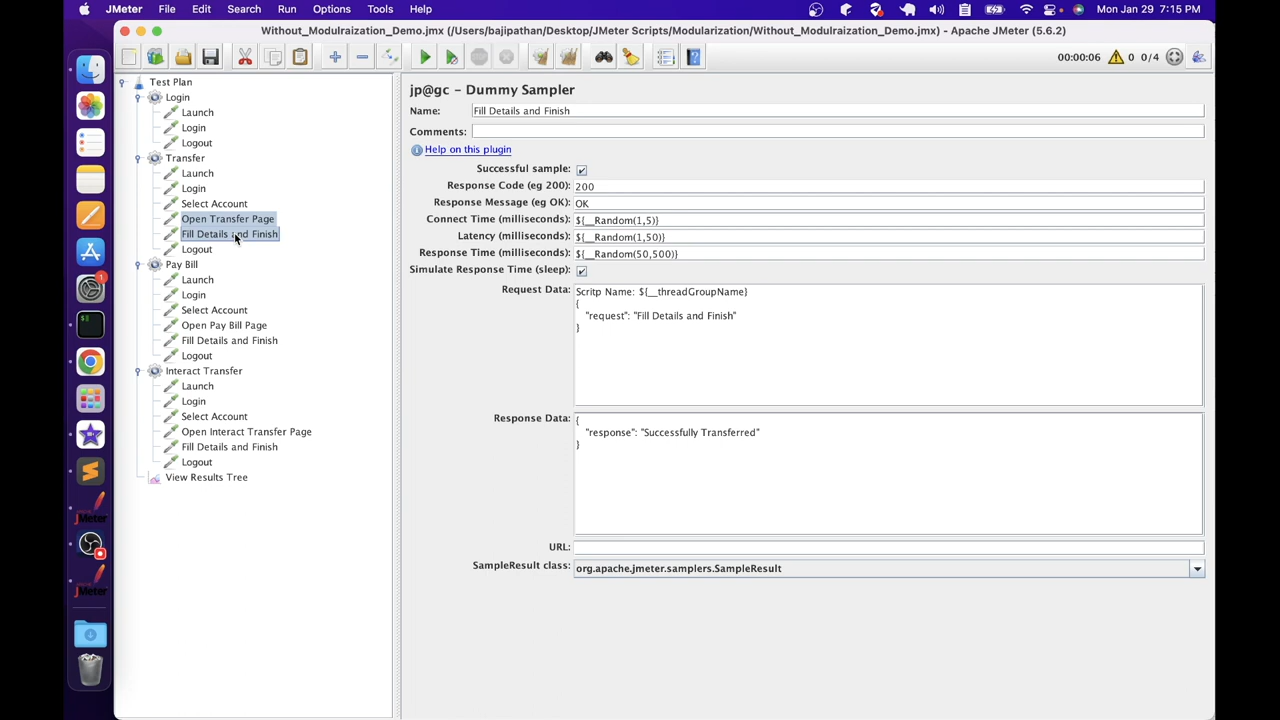 JMeter File Edit Search Run Options Tools Help Mon Jan 29 7:15 PM
Without_Modulraization_Demo.jmx (/Users/bajipathan/Desktop/JMeter Scripts/Modularization/Without_Modulraization_Demo.jmx) - Apache JMeter (5.6.2)
00:00:06 0 0/4
Test Plan
Login
Launch
Login
Logout
Transfer
Launch
Login
Select Account
Open Transfer Page
Fill Details and Finish
Logout
Pay Bill
Launch
Login
Select Account
Open Pay Bill Page
Fill Details and Finish
Logout
Interact Transfer
Launch
Login
Select Account
Open Interact Transfer Page
Fill Details and Finish
Logout
View Results Tree
jp@gc - Dummy Sampler
Name: Fill Details and Finish
Comments:
Help on this plugin
Successful sample:
Response Code (eg 200): 200
Response Message (eg OK): OK
Connect Time (milliseconds): ${__Random(1,5)}
Latency (milliseconds): ${__Random(1,50)}
Response Time (milliseconds): ${__Random(50,500)}
Simulate Response Time (sleep):
Request Data: Scritp Name: ${__threadGroupName}
{
"request": "Fill Details and Finish"
}
Response Data: {
"response": "Successfully Transferred"
}
URL:
SampleResult class: org.apache.jmeter.samplers.SampleResult
1
JMeter
JMeter